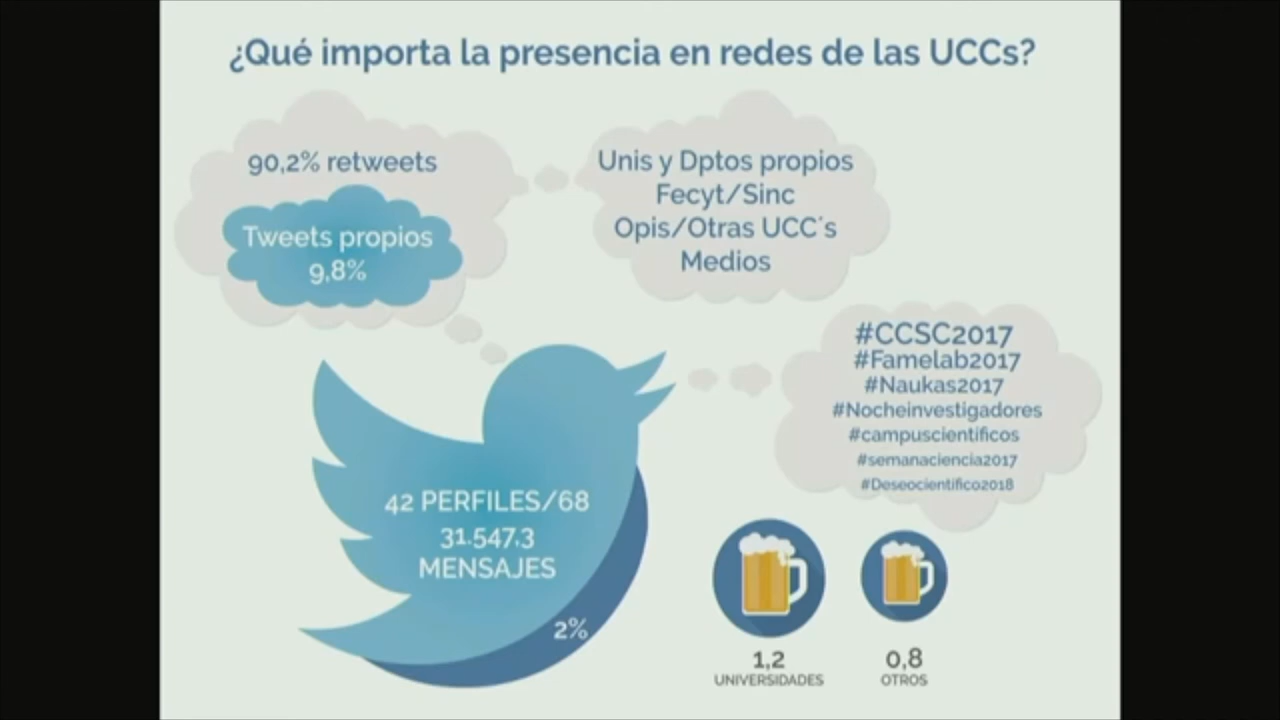 ¿Qué importa la presencia en redes de las UCCs?
90,2% retweets
Tweets propios
9,8%
Unis y Dptos propios
Fecyt/Sinc
Opis/Otras UCC´s
Medios
#CCSC2017
#Famelab2017
#Naukas2017
#Nocheinvestigadores
#campuscientíficos
#semanaciencia2017
#Deseocientífico2018
42 PERFILES/68
31.547,3
MENSAJES
2%
1,2
UNIVERSIDADES
0,8
OTROS